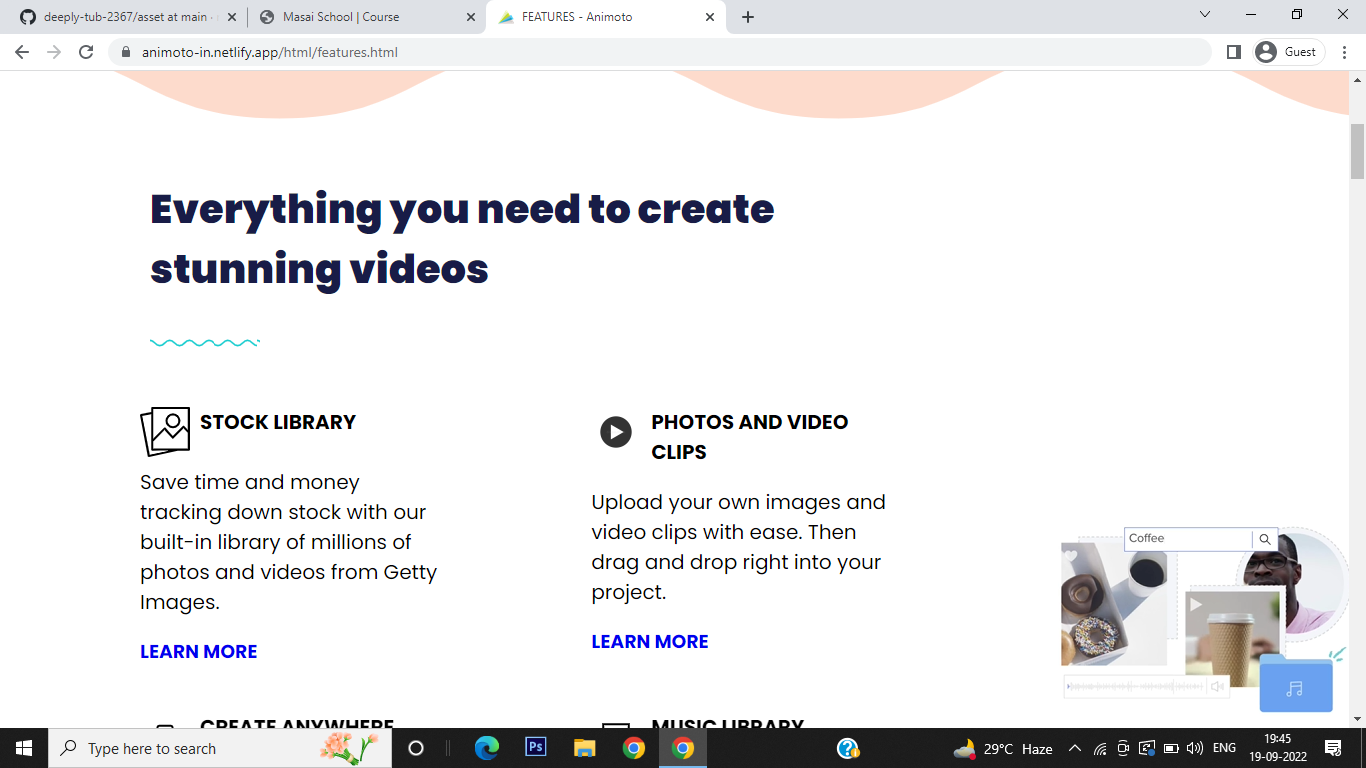 deeply-tub-2367/asset at main ·
Masai School | Course
FEATURES - Animoto
animoto-in.netlify.app/html/features.html
Guest
Everything you need to create
stunning videos
STOCK LIBRARY
Save time and money
tracking down stock with our
built-in library of millions of
photos and videos from Getty
Images.
LEARN MORE
PHOTOS AND VIDEO
CLIPS
Upload your own images and
video clips with ease. Then
drag and drop right into your
project.
LEARN MORE
Coffee
CREATE ANYWHERE
MUSIC LIBRARY
Type here to search
Ps
29°C Haze
ENG
19:45
19-09-2022